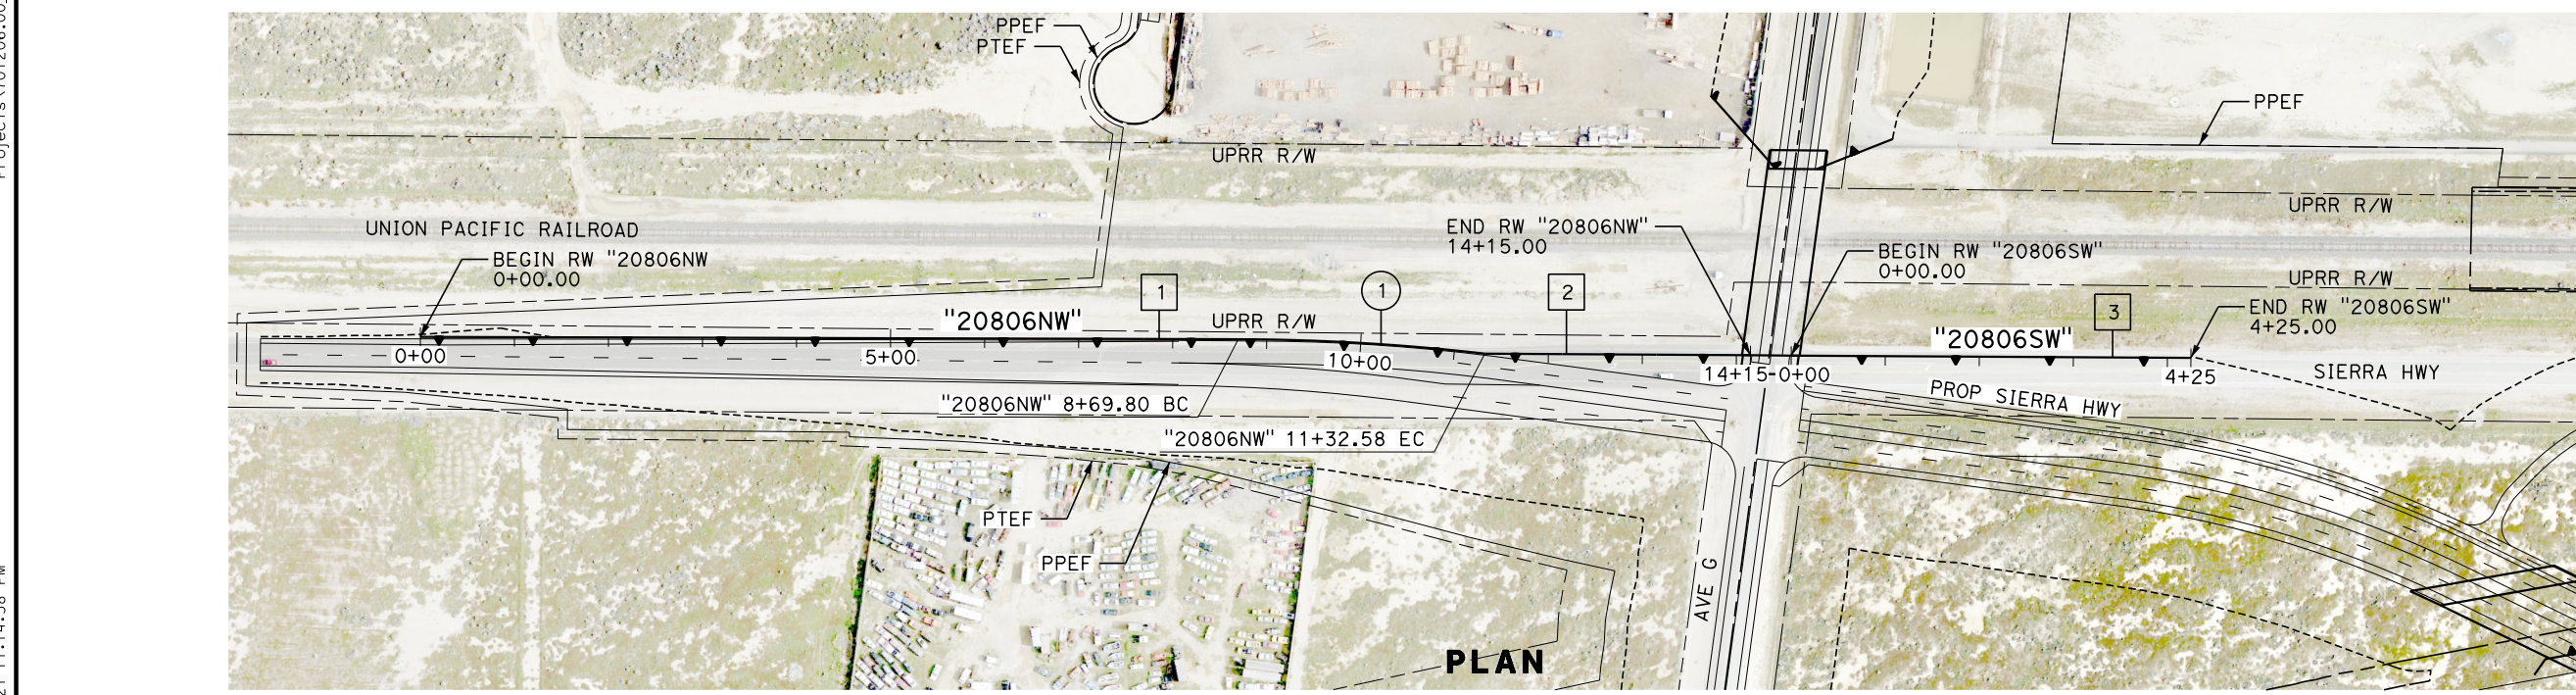 PPEF
PTEF
PPEF
UPRR R/W
UPRR R/W
UNION PACIFIC RAILROAD
BEGIN RW "20806NW
0+00.00
END RW "20806NW"
14+15.00
BEGIN RW "20806SW"
0+00.00
UPRR R/W
END RW "20806SW"
4+25.00
1
1
2
3
"20806NW"
UPRR R/W
"20806SW"
0+00
5+00
10+00
14+15
0+00
4+25
SIERRA HWY
PROP SIERRA HWY
"20806NW" 8+69.80 BC
"20806NW" 11+32.58 EC
PTEF
PPEF
AVE G
PLAN